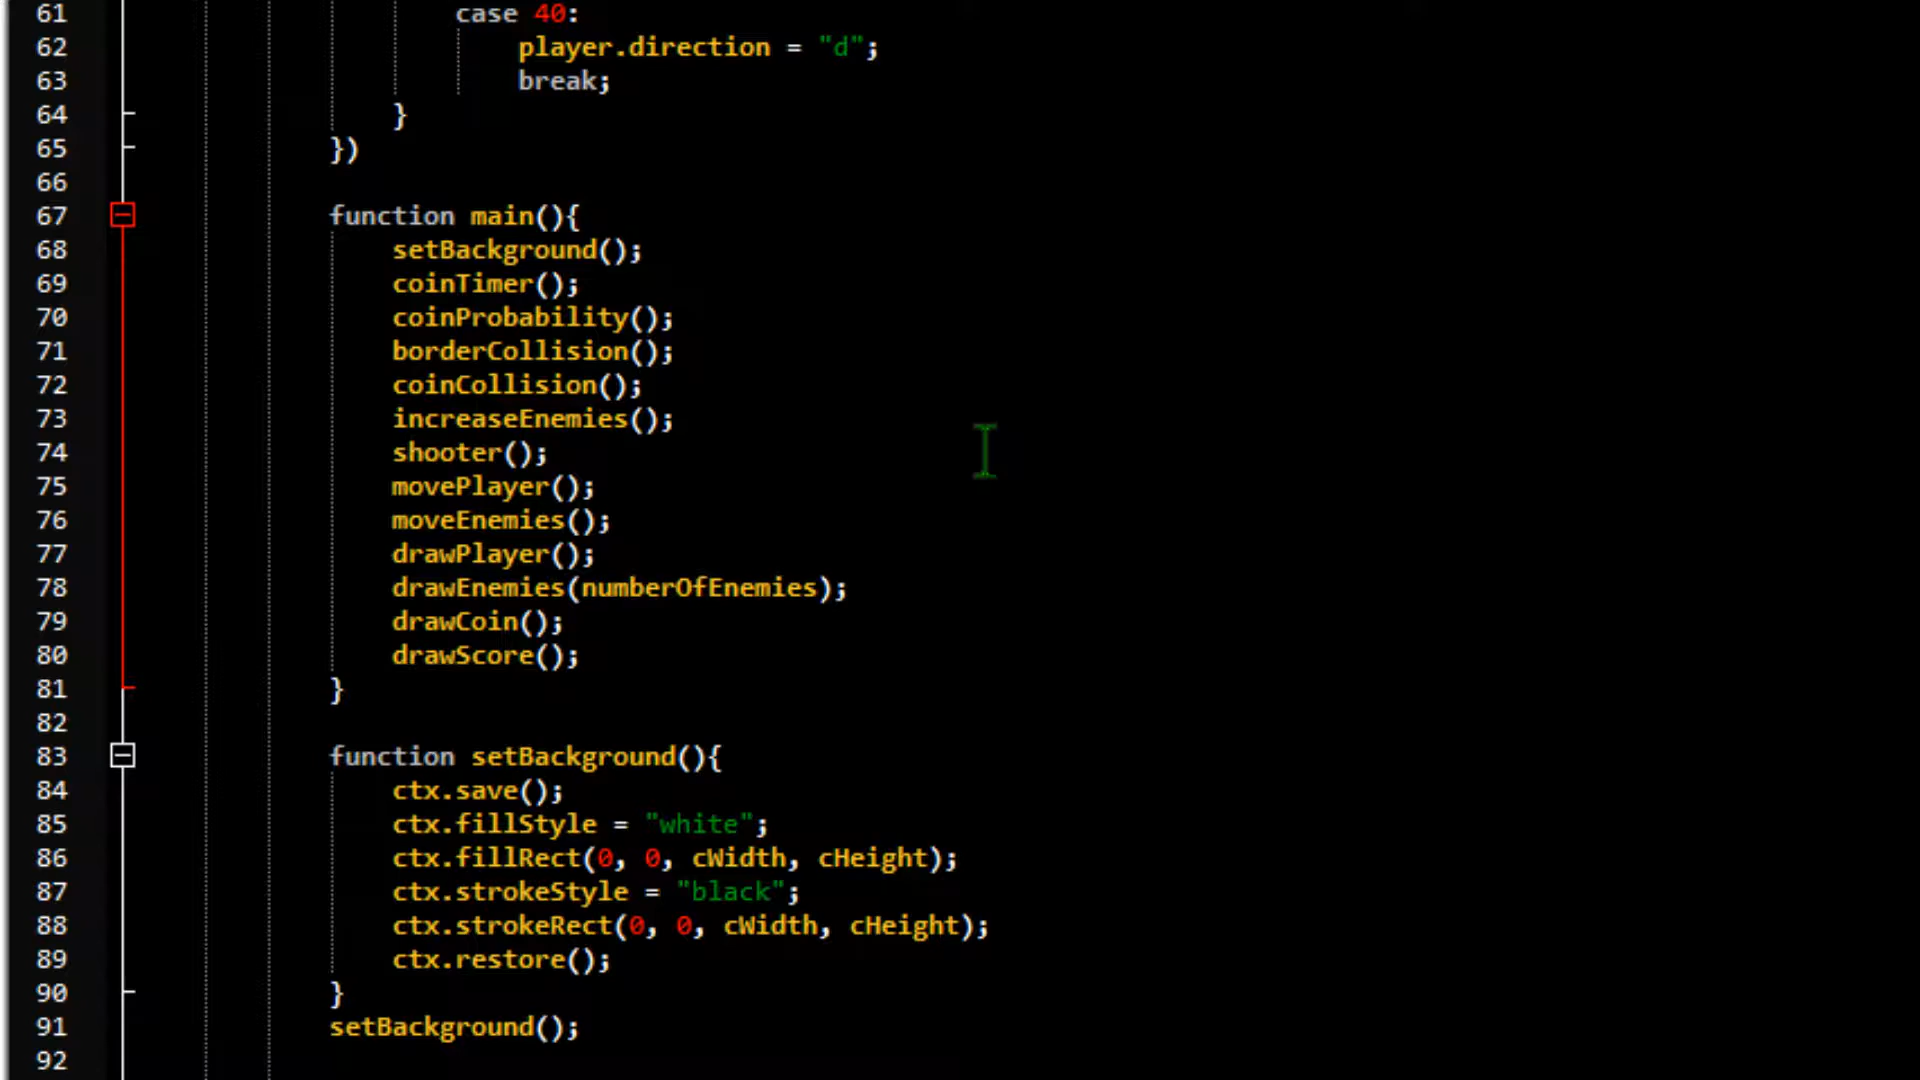 61 case 40:
62 player.direction = "d";
63 break;
64 }
65 })
66
67 function main(){
68 setBackground();
69 coinTimer();
70 coinProbability();
71 borderCollision();
72 coinCollision();
73 increaseEnemies();
74 shooter();
75 movePlayer();
76 moveEnemies();
77 drawPlayer();
78 drawEnemies(numberOfEnemies);
79 drawCoin();
80 drawScore();
81 }
82
83 function setBackground(){
84 ctx.save();
85 ctx.fillStyle = "white";
86 ctx.fillRect(0, 0, cWidth, cHeight);
87 ctx.strokeStyle = "black";
88 ctx.strokeRect(0, 0, cWidth, cHeight);
89 ctx.restore();
90 }
91 setBackground();
92